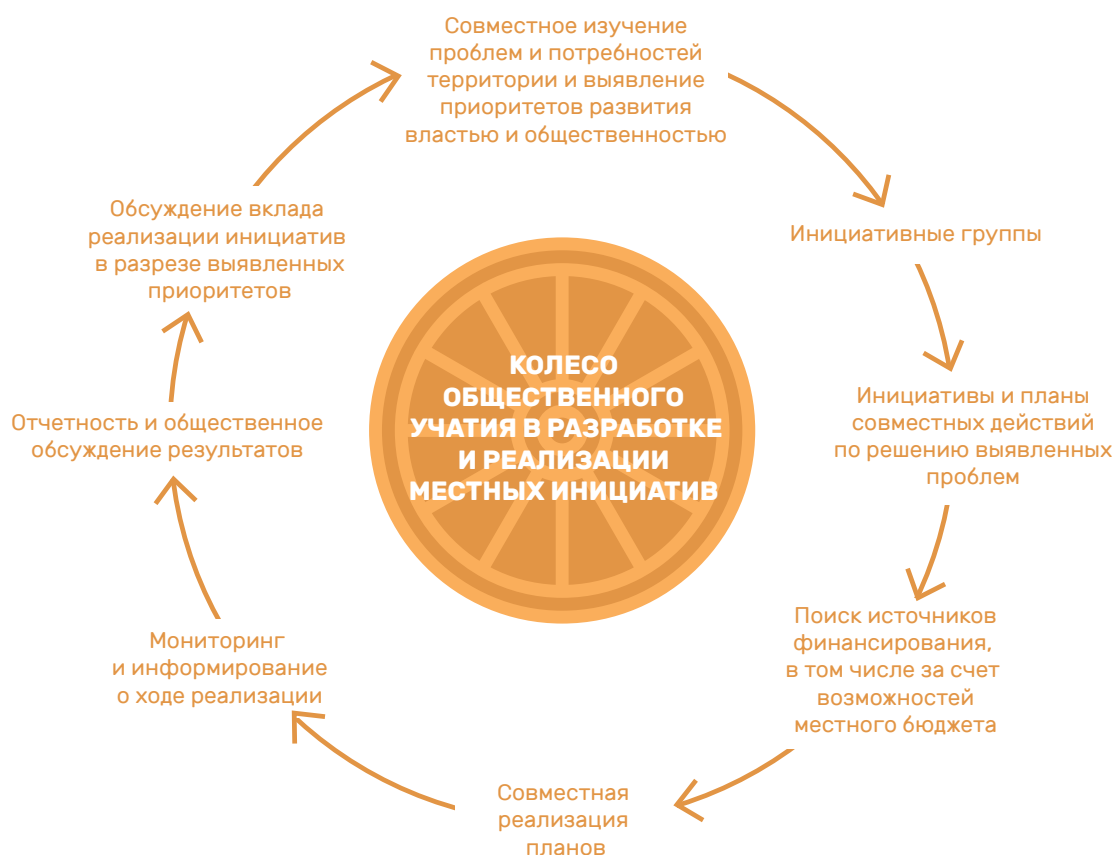 Совместное изучение
проблем и потребностей
территории и выявление
приоритетов развития
властью и общественностью
Инициативные группы
Инициативы и планы
совместных действий
по решению выявленных
проблем
Поиск источников
финансирования,
в том числе за счет
возможностей
местного бюджета
Совместная
реализация
планов
Мониторинг
и информирование
о ходе реализации
Отчетность и общественное
обсуждение результатов
Обсуждение вклада
реализации инициатив
в разрезе выявленных
приоритетов
КОЛЕСО
ОБЩЕСТВЕННОГО
УЧАТИЯ В РАЗРАБОТКЕ
И РЕАЛИЗАЦИИ
МЕСТНЫХ ИНИЦИАТИВ